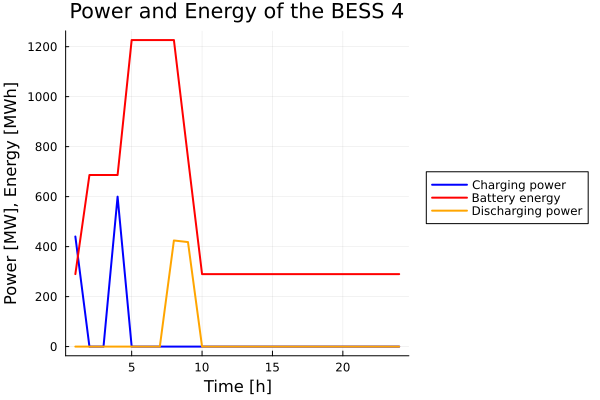 Power and Energy of the BESS 4
Power [MW], Energy [MWh]
1200
1000
800
600
400
200
0
5
10
15
20
Time [h]
Charging power
Battery energy
Discharging power